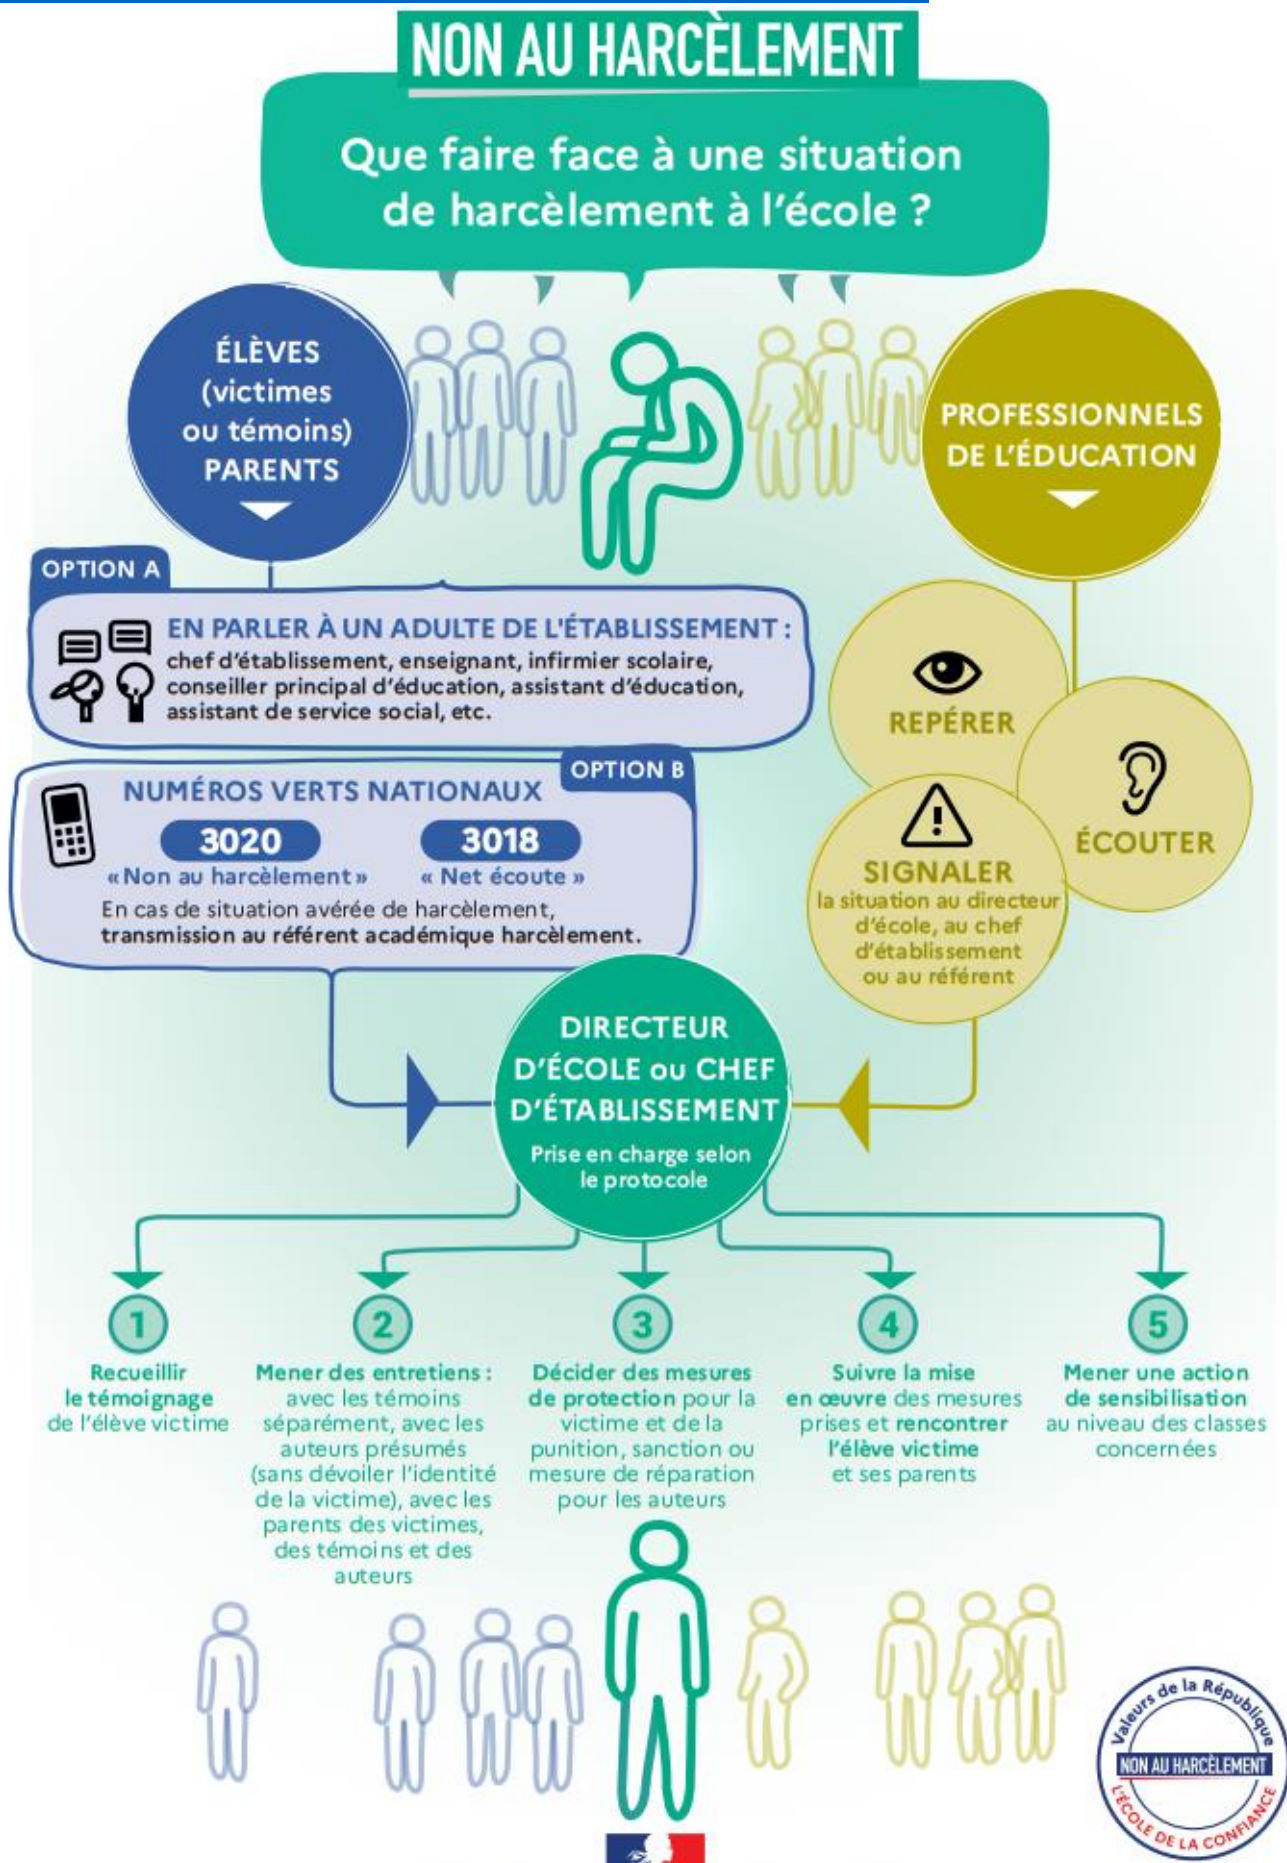 NON AU HARCÈLEMENT
Que faire face à une situation
de harcèlement à l'école ?
ÉLÈVES
(victimes
ou témoins)
PARENTS
PROFESSIONNELS
DE L'ÉDUCATION
OPTION A
EN PARLER À UN ADULTE DE L'ÉTABLISSEMENT :
chef d'établissement, enseignant, infirmier scolaire,
conseiller principal d'éducation, assistant d'éducation,
assistant de service social, etc.
OPTION B
NUMÉROS VERTS NATIONAUX
3020
3018
« Non au harcèlement »
« Net écoute »
En cas de situation avérée de harcèlement,
transmission au référent académique harcèlement.
REPÉRER
ÉCOUTER
SIGNALER
la situation au directeur
d'école, au chef
d'établissement
ou au référent
DIRECTEUR
D'ÉCOLE ou CHEF
D'ÉTABLISSEMENT
Prise en charge selon
le protocole
1
Recueillir
le témoignage
de l'élève victime
2
Mener des entretiens :
avec les témoins
séparément, avec les
auteurs présumés
(sans dévoiler l'identité
de la victime), avec les
parents des victimes,
des témoins et des
auteurs
3
Décider des mesures
de protection pour la
victime et de la
punition, sanction ou
mesure de réparation
pour les auteurs
4
Suivre la mise
en œuvre des mesures
prises et rencontrer
l'élève victime
et ses parents
5
Mener une action
de sensibilisation
au niveau des classes
concernées
Valeurs de la République
NON AU HARCÈLEMENT
L'ÉCOLE DE LA CONFIANCE